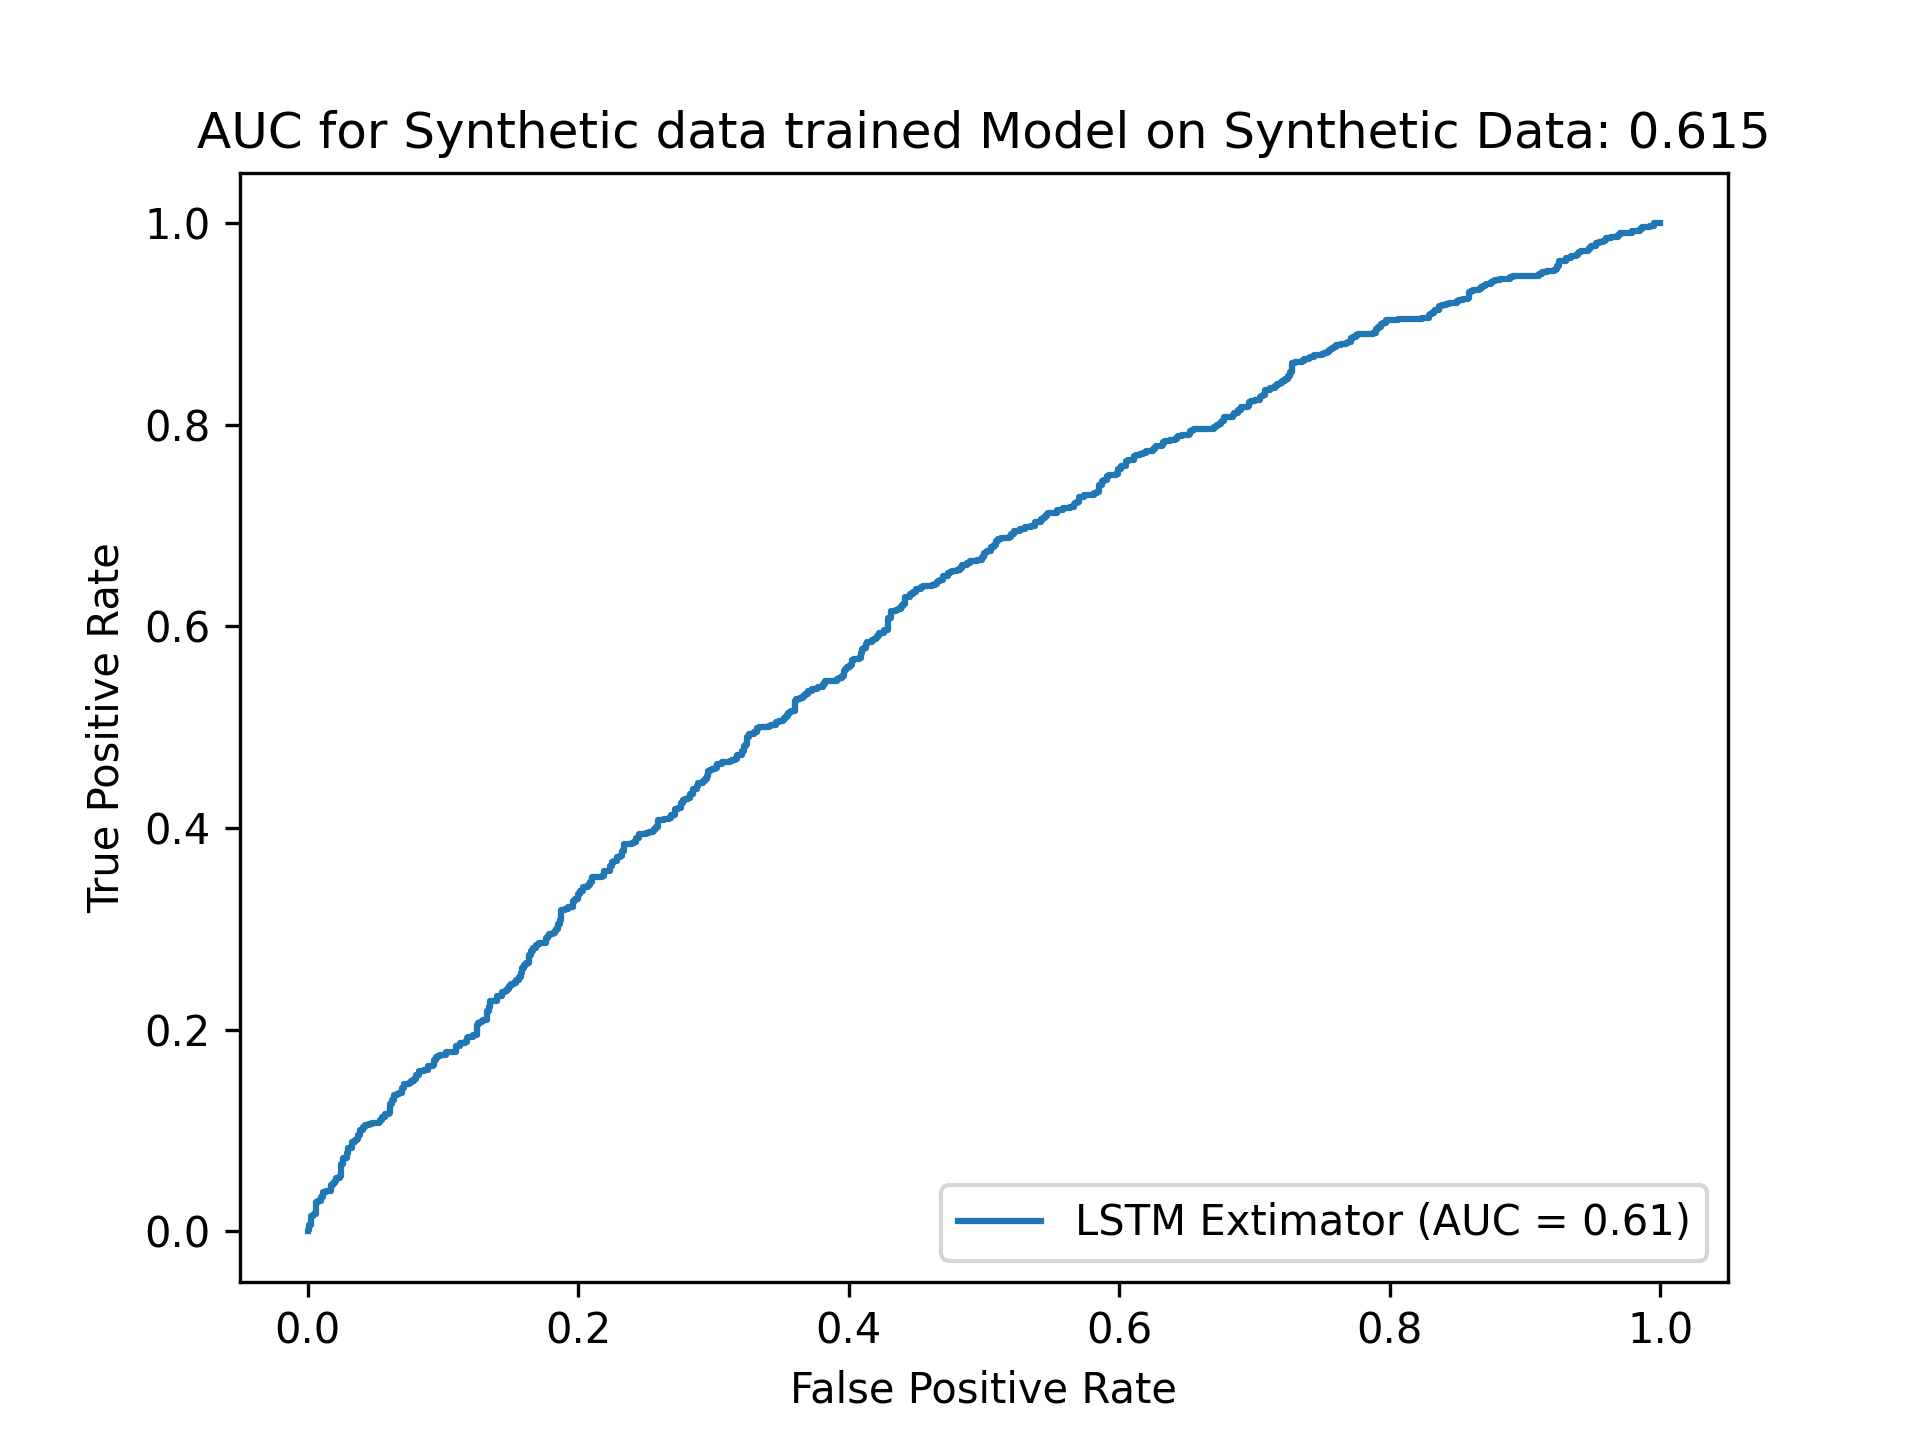 AUC for Synthetic data trained Model on Synthetic Data: 0.615
1.0
0.8
0.6
0.4
0.2
0.0
True Positive Rate
LSTM Extimator (AUC = 0.61)
0.0 0.2 0.4 0.6 0.8 1.0
False Positive Rate